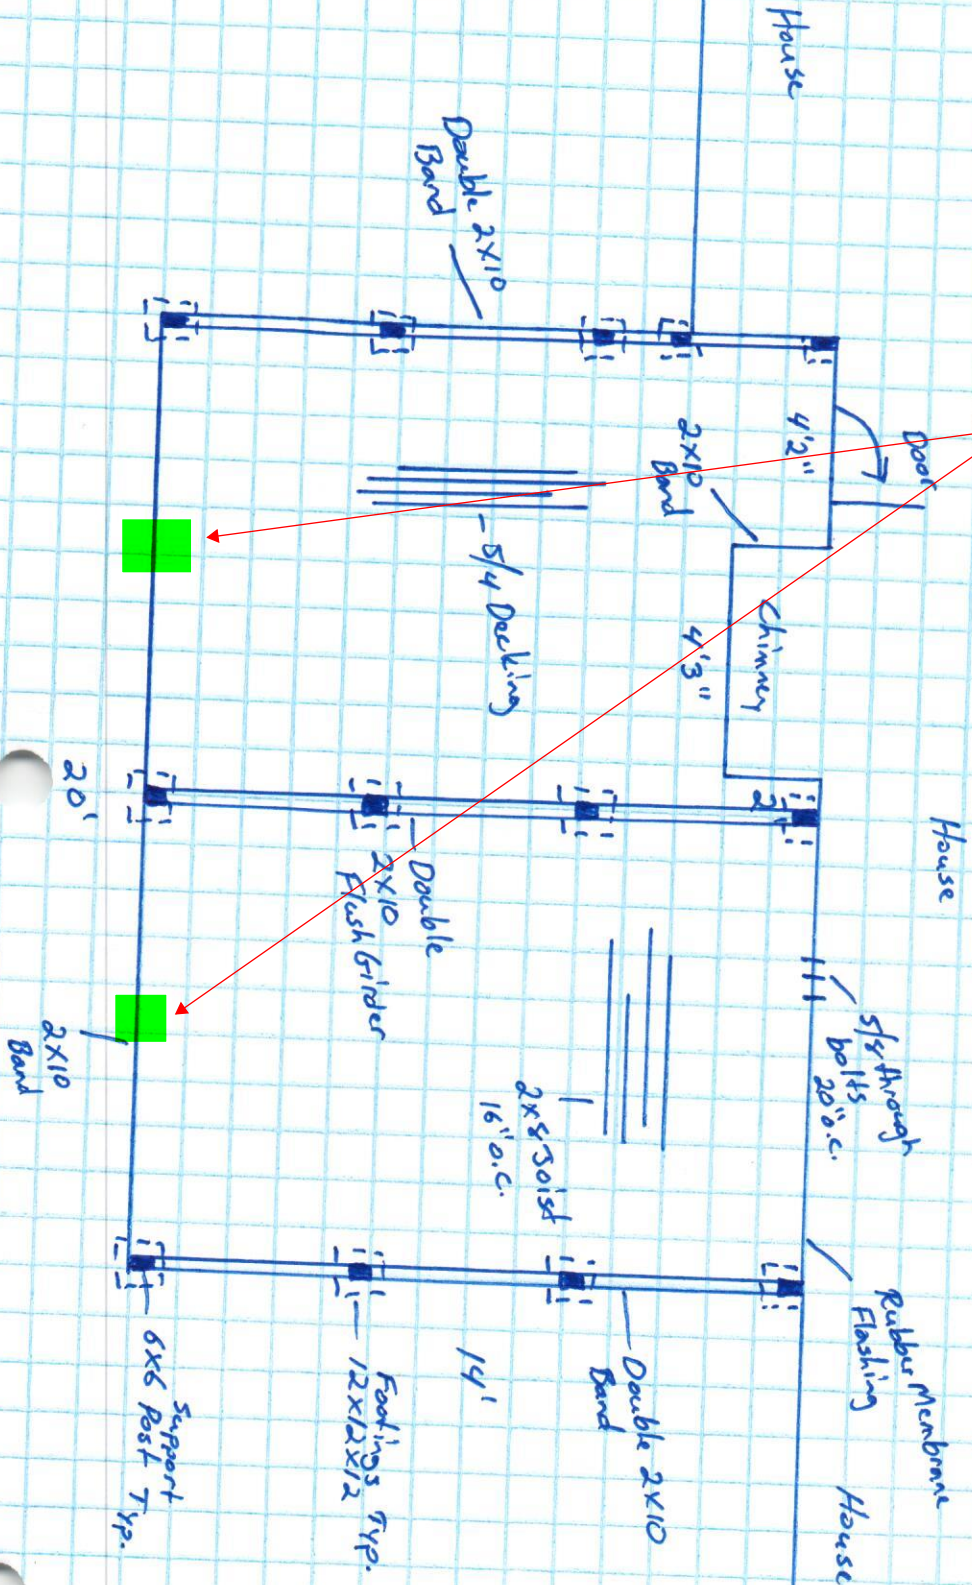 House
Double 2X10
Band
Door
4'2"
2X10
Band
5/4 Decking
Chimney
4'3"
House
2'
20'
Double
2X10
Flush Girder
2X10
Band
5/8 through
bolts
20" o.c.
2x8 Joist
16" o.c.
Rubber Membrane
Flashing
House
Double 2X10
Band
14'
Footings Typ.
12X12X12
Support
6X6 Post Typ.